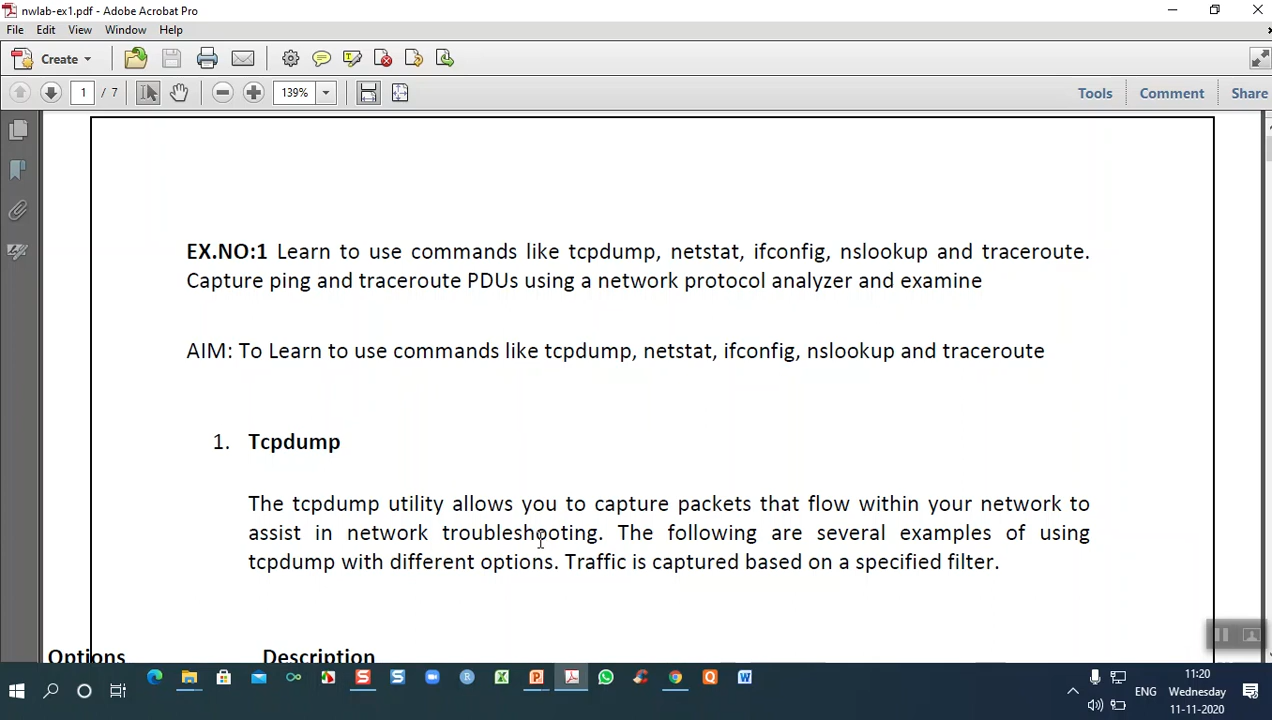 nwlab-ex1.pdf - Adobe Acrobat Pro
File Edit View Window Help
Create
1 / 7 139% Tools Comment Share
EX.NO:1 Learn to use commands like tcpdump, netstat, ifconfig, nslookup and traceroute.
Capture ping and traceroute PDUs using a network protocol analyzer and examine
AIM: To Learn to use commands like tcpdump, netstat, ifconfig, nslookup and traceroute
1. Tcpdump
The tcpdump utility allows you to capture packets that flow within your network to
assist in network troubleshooting. The following are several examples of using
tcpdump with different options. Traffic is captured based on a specified filter.
Options Description
11:20
ENG Wednesday
11-11-2020